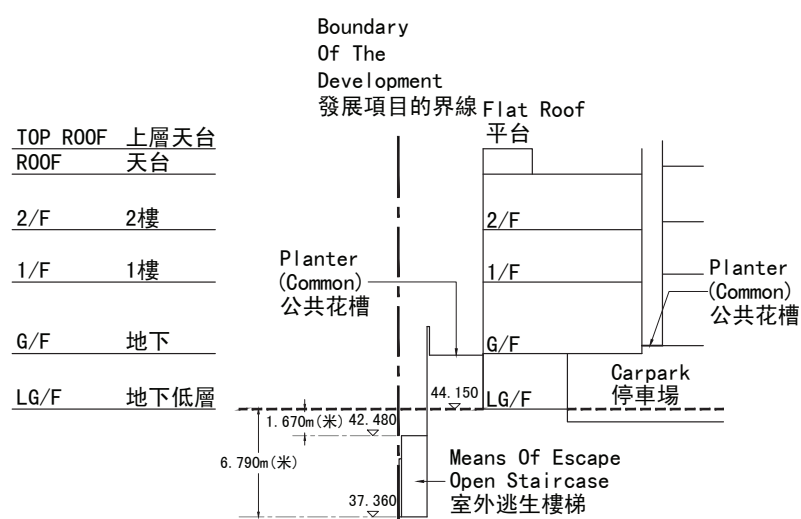 Boundary
Of The
Development
發展項目的界線
Flat Roof
平台
TOP ROOF 上層天台
ROOF 天台
2/F 2樓
1/F 1樓
G/F 地下
LG/F 地下低層
2/F
1/F
G/F
LG/F
Planter
(Common)
公共花槽
Planter
(Common)
公共花槽
Carpark
停車場
44.150
1.670m(米)
42.480
6.790m(米)
37.360
Means Of Escape
Open Staircase
室外逃生樓梯